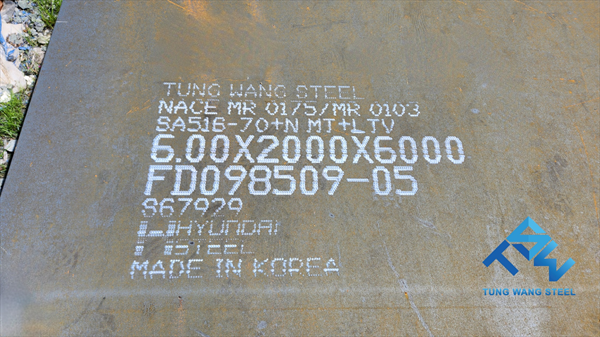 TUNG WANG STEEL
NACE MR 0175/MR 0103
SA516-70+N MT+LTV
6.00X2000X6000
FD098509-05
S67929
HYUNDAI
STEEL
MADE IN KOREA
TUNG WANG STEEL